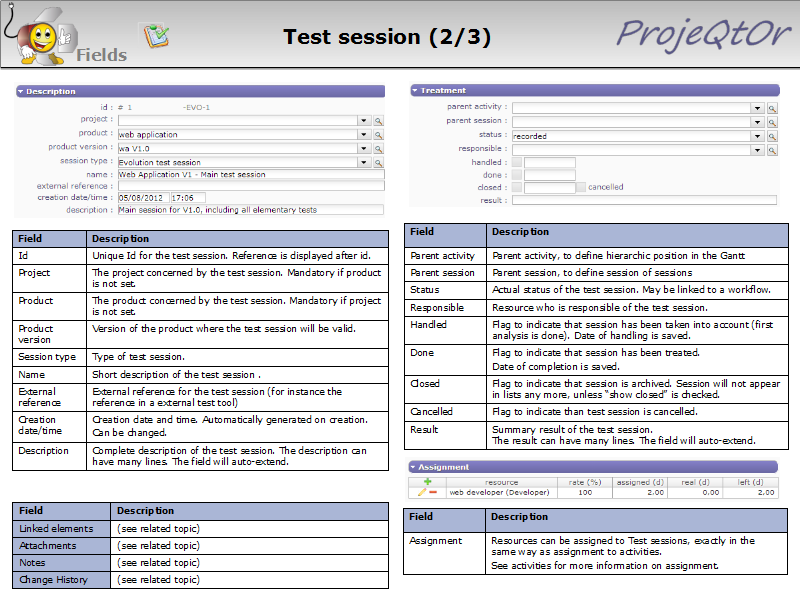 Fields
Test session (2/3)
ProjeQtOr
Description
id : # 1 -EVO-1
project :
product : web application
product version : wa V1.0
session type : Evolution test session
name : Web Application V1 - Main test session
external reference :
creation date/time : 05/08/2012 17:06
description : Main session for V1.0, including all elementary tests
Field Description
Id Unique Id for the test session. Reference is displayed after id.
Project The project concerned by the test session. Mandatory if product
is not set.
Product The product concerned by the test session. Mandatory if project
is not set.
Product Version of the product where the test session will be valid.
version
Session type Type of test session.
Name Short description of the test session .
External External reference for the test session (for instance the
reference reference in a external test tool)
Creation Creation date and time. Automatically generated on creation.
date/time Can be changed.
Description Complete description of the test session. The description can
have many lines. The field will auto-extend.
Field Description
Linked elements (see related topic)
Attachments (see related topic)
Notes (see related topic)
Change History (see related topic)
Treatment
parent activity :
parent session :
status : recorded
responsible :
handled :
done :
closed : cancelled
result :
Field Description
Parent activity Parent activity, to define hierarchic position in the Gantt
Parent session Parent session, to define session of sessions
Status Actual status of the test session. May be linked to a workflow.
Responsible Resource who is responsible of the test session.
Handled Flag to indicate that session has been taken into account (first
analysis is done). Date of handling is saved.
Done Flag to indicate that session has been treated.
Date of completion is saved.
Closed Flag to indicate that session is archived. Session will not appear
in lists any more, unless “show closed” is checked.
Cancelled Flag to indicate than test session is cancelled.
Result Summary result of the test session.
The result can have many lines. The field will auto-extend.
Assignment
resource rate (%) assigned (d) real (d) left (d)
web developer (Developer) 100 2.00 0.00 2.00
Field Description
Assignment Resources can be assigned to Test sessions, exactly in the
same way as assignment to activities.
See activities for more information on assignment.